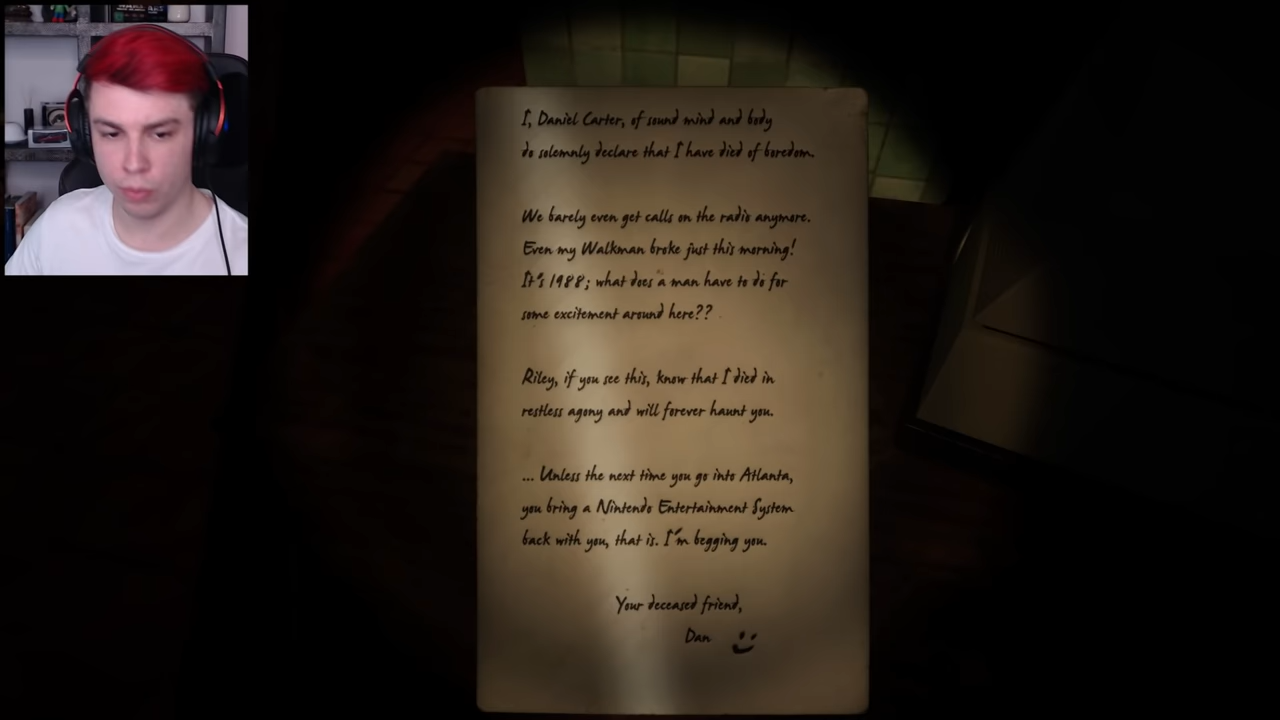 I, Daniel Carter, of sound mind and body
do solemnly declare that I have died of boredom.
We barely even get calls on the radio anymore.
Even my Walkman broke just this morning!
It's 1988; what does a man have to do for
some excitement around here??
Riley, if you see this, know that I died in
restless agony and will forever haunt you.
... Unless the next time you go into Atlanta,
you bring a Nintendo Entertainment System
back with you, that is. I'm begging you.
Your deceased friend,
Dan